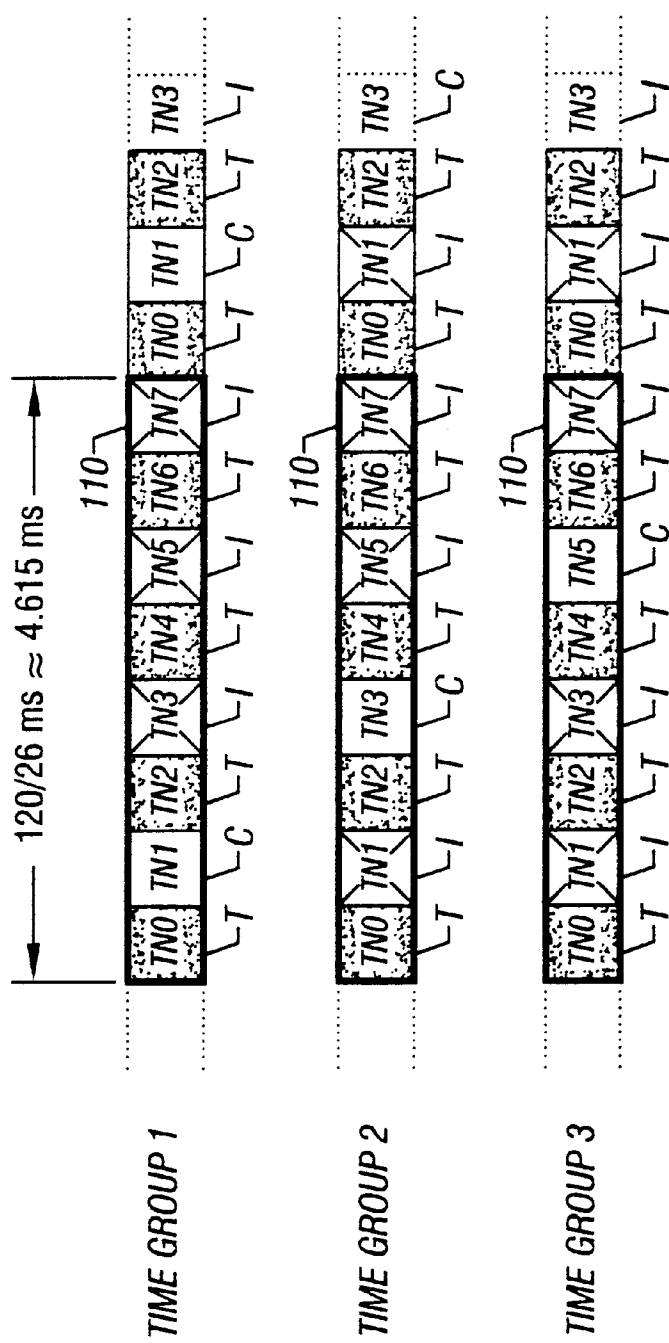 120/26 ms ≈ 4.615 ms
TIME GROUP 1
110
TN0 TN1 TN2 TN3 TN4 TN5 TN6 TN7 TN0 TN1 TN2 TN3
T C T I T I T I T C T I
TIME GROUP 2
110
TN0 TN1 TN2 TN3 TN4 TN5 TN6 TN7 TN0 TN1 TN2 TN3
T I T C T I T I T I T C
TIME GROUP 3
110
TN0 TN1 TN2 TN3 TN4 TN5 TN6 TN7 TN0 TN1 TN2 TN3
T I T I T C T I T I T I